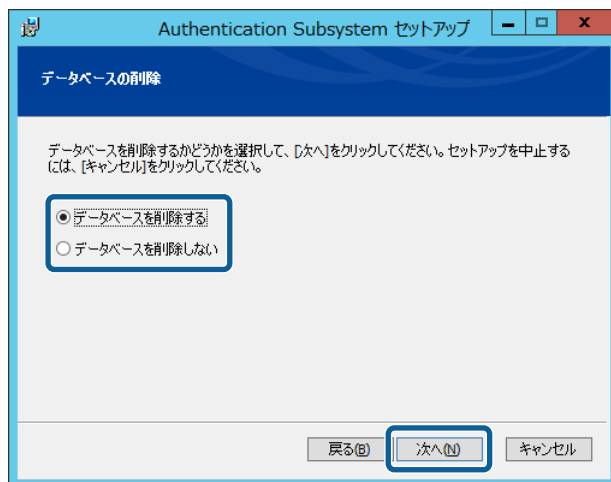 Authentication Subsystem セットアップ
データベースの削除
データベースを削除するかどうかを選択して、[次へ]をクリックしてください。セットアップを中止する
には、[キャンセル]をクリックしてください。
データベースを削除する
データベースを削除しない
戻る(B) 次へ(N) キャンセル